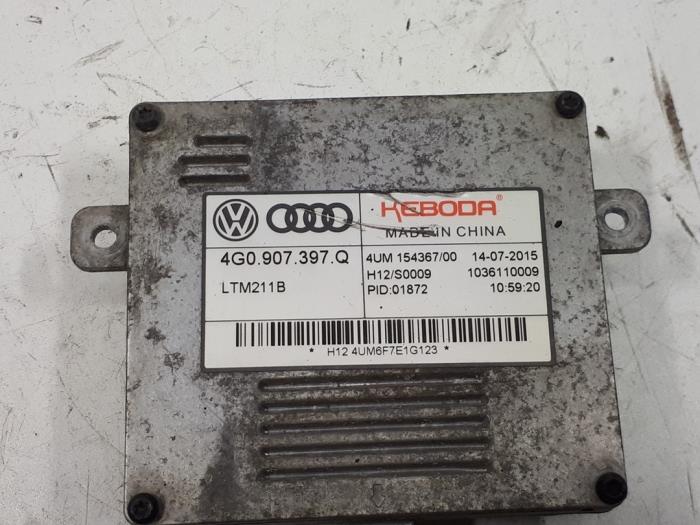 KEBODA®
MADE IN CHINA
4G0.907.397.Q
4UM 154367/00 14-07-2015
LTM211B
H12/S0009 1036110009
PID:01872 10:59:20
* H12 4UM6F7E1G123 *